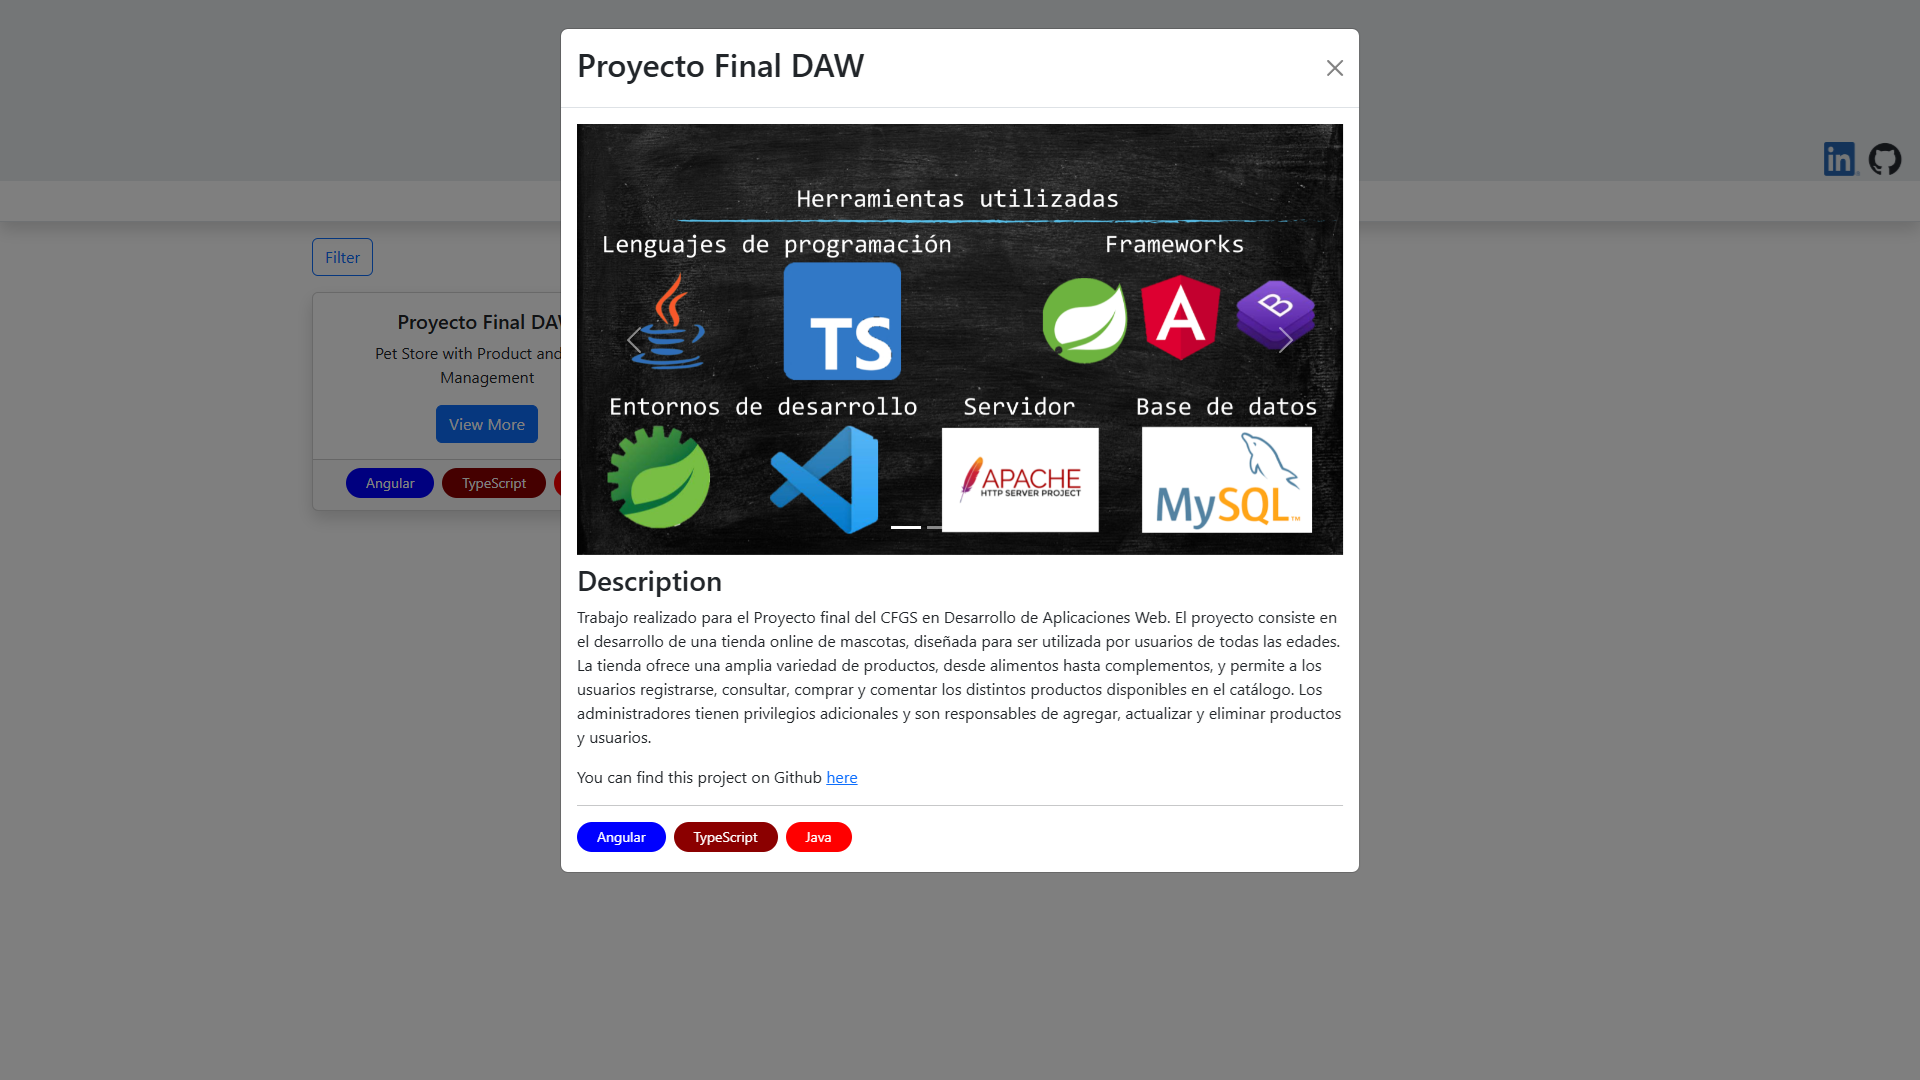 Proyecto Final DAW
in
Herramientas utilizadas
Lenguajes de programación
Frameworks
TS
A
B
Entornos de desarrollo
Servidor
Base de datos
APACHE
HTTP SERVER PROJECT
MySQL™
Filter
Proyecto Final DAW
Pet Store with Product and
Management
View More
Angular
TypeScript
Description
Trabajo realizado para el Proyecto final del CFGS en Desarrollo de Aplicaciones Web. El proyecto consiste en
el desarrollo de una tienda online de mascotas, diseñada para ser utilizada por usuarios de todas las edades.
La tienda ofrece una amplia variedad de productos, desde alimentos hasta complementos, y permite a los
usuarios registrarse, consultar, comprar y comentar los distintos productos disponibles en el catálogo. Los
administradores tienen privilegios adicionales y son responsables de agregar, actualizar y eliminar productos
y usuarios.
You can find this project on Github here
Angular
TypeScript
Java